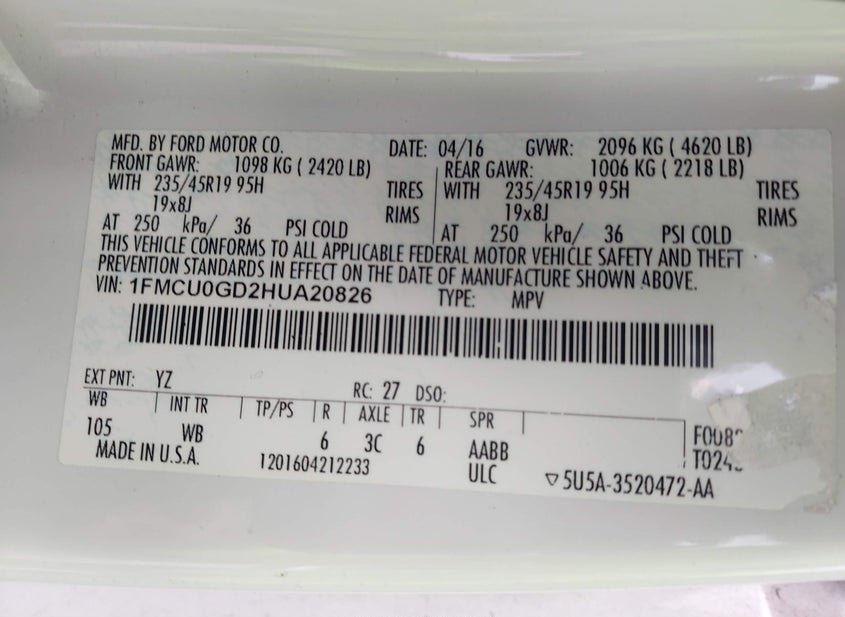 MFD. BY FORD MOTOR CO. DATE: 04/16 GVWR: 2096 KG ( 4620 LB)
FRONT GAWR: 1098 KG ( 2420 LB) REAR GAWR: 1006 KG ( 2218 LB)
WITH 235/45R19 95H TIRES WITH 235/45R19 95H TIRES
19x8J RIMS 19x8J RIMS
AT 250 kPa/ 36 PSI COLD AT 250 kPa/ 36 PSI COLD
THIS VEHICLE CONFORMS TO ALL APPLICABLE FEDERAL MOTOR VEHICLE SAFETY AND THEFT
PREVENTION STANDARDS IN EFFECT ON THE DATE OF MANUFACTURE SHOWN ABOVE.
VIN: 1FMCU0GD2HUA20826 TYPE: MPV
EXT PNT: YZ RC: 27 DSO:
WB INT TR TP/PS R AXLE TR SPR
105 WB 6 3C 6 AABB
MADE IN U.S.A. 1201604212233 ULC
▽5U5A-3520472-AA